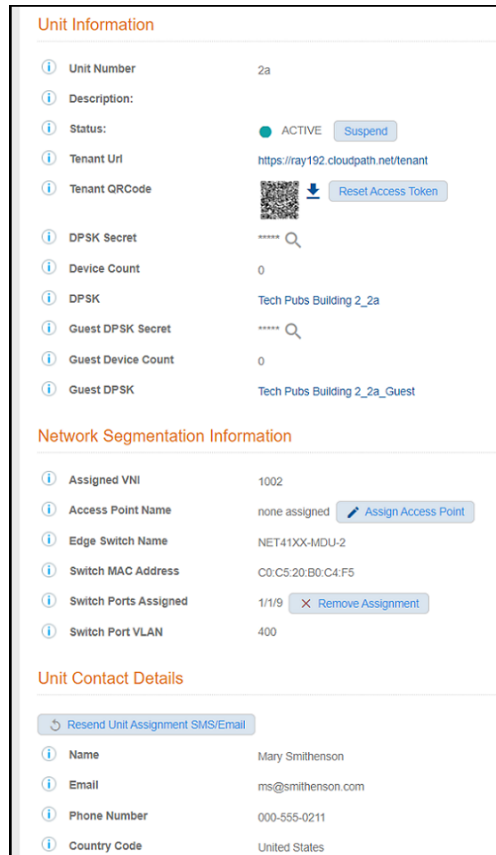 Unit Information
Unit Number 2a
Description:
Status: ACTIVE Suspend
Tenant Url https://ray192.cloudpath.net/tenant
Tenant QRCode Reset Access Token
DPSK Secret *****
Device Count 0
DPSK Tech Pubs Building 2_2a
Guest DPSK Secret *****
Guest Device Count 0
Guest DPSK Tech Pubs Building 2_2a_Guest
Network Segmentation Information
Assigned VNI 1002
Access Point Name none assigned Assign Access Point
Edge Switch Name NET41XX-MDU-2
Switch MAC Address C0:C5:20:B0:C4:F5
Switch Ports Assigned 1/1/9 Remove Assignment
Switch Port VLAN 400
Unit Contact Details
Resend Unit Assignment SMS/Email
Name Mary Smithenson
Email ms@smithenson.com
Phone Number 000-555-0211
Country Code United States